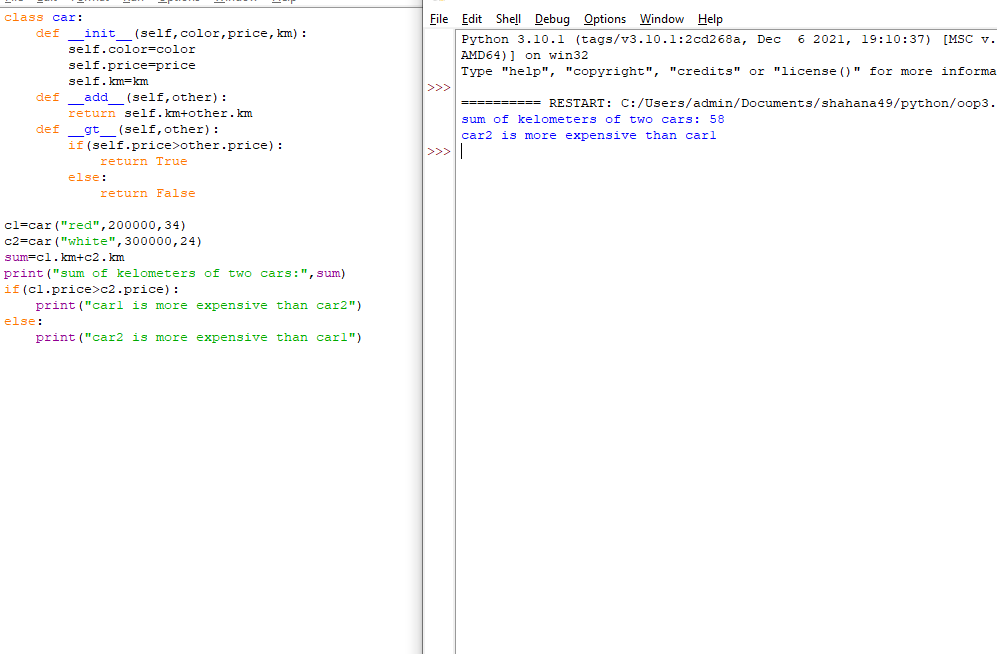 class car:
    def __init__(self,color,price,km):
        self.color=color
        self.price=price
        self.km=km
    def __add__(self,other):
        return self.km+other.km
    def __gt__(self,other):
        if(self.price>other.price):
            return True
        else:
            return False
c1=car("red",200000,34)
c2=car("white",300000,24)
sum=c1.km+c2.km
print("sum of kelometers of two cars:",sum)
if(c1.price>c2.price):
    print("car1 is more expensive than car2")
else:
    print("car2 is more expensive than car1")
File Edit Shell Debug Options Window Help
Python 3.10.1 (tags/v3.10.1:2cd268a, Dec  6 2021, 19:10:37) [MSC v.
AMD64)] on win32
Type "help", "copyright", "credits" or "license()" for more informa
>>>
========== RESTART: C:/Users/admin/Documents/shahana49/python/oop3.
sum of kelometers of two cars: 58
car2 is more expensive than car1
>>>